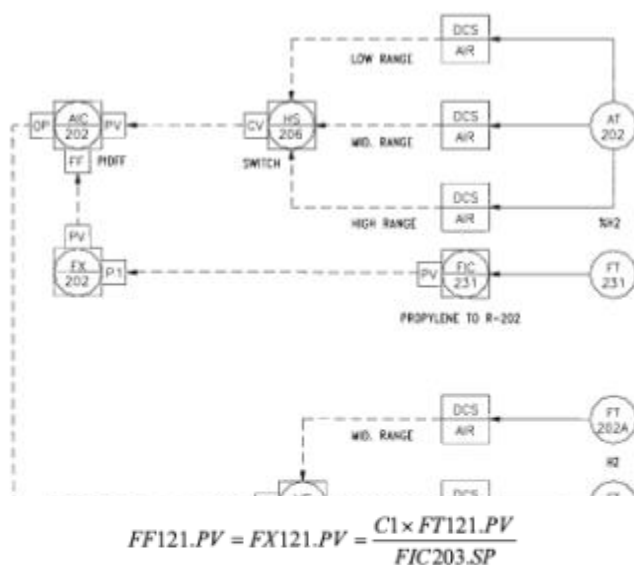 DCS
AIR
LOW RANGE
OP
AIC
202
PV
CV
HS
206
DCS
AIR
AT
202
FF
PIDFF
SWITCH
MID. RANGE
DCS
AIR
PV
HIGH RANGE
%H2
FX
202
P1
PV
FIC
231
FT
231
PROPYLENE TO R-202
DCS
AIR
FT
202A
MID. RANGE
H2
DCS
FF121.PV = FX121.PV = C1 × FT121.PV
FIC203.SP